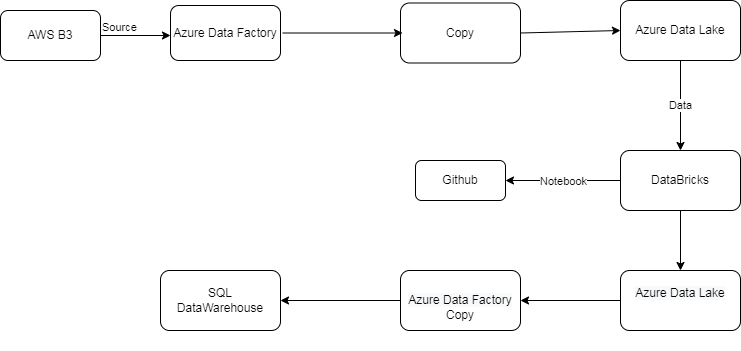 AWS B3
Source
Azure Data Factory
Copy
Azure Data Lake
Data
Github
Notebook
DataBricks
SQL
DataWarehouse
Azure Data Factory
Copy
Azure Data Lake